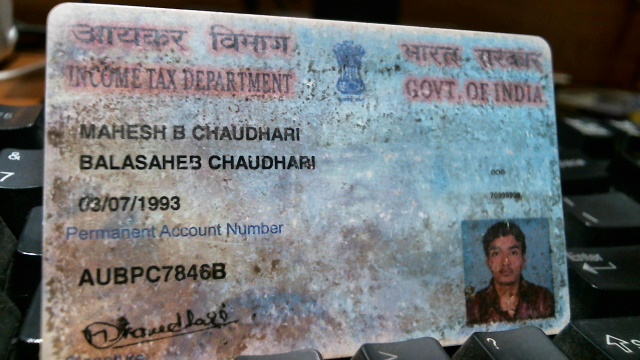 आयकर विभाग
INCOME TAX DEPARTMENT
भारत सरकार
GOVT. OF INDIA
MAHESH B CHAUDHARI
BALASAHEB CHAUDHARI
03/07/1993
Permanent Account Number
AUBPC7846B